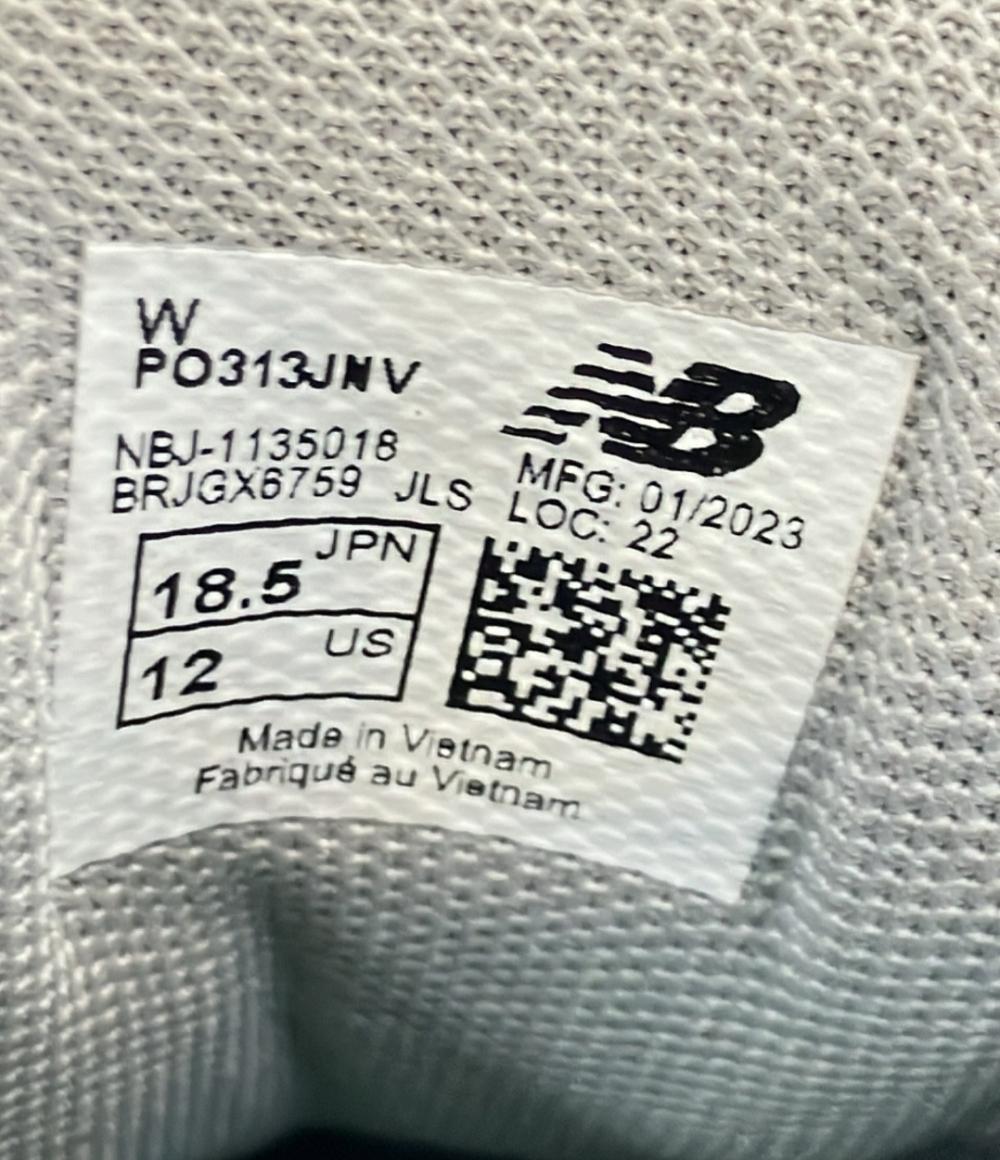 W
PO313JNV
NB
NBJ-1135018
BRJGX6759 JLS
MFG: 01/2023
LOC: 22
JPN
18.5
US
12
Made in Vietnam
Fabriqué au Vietnam